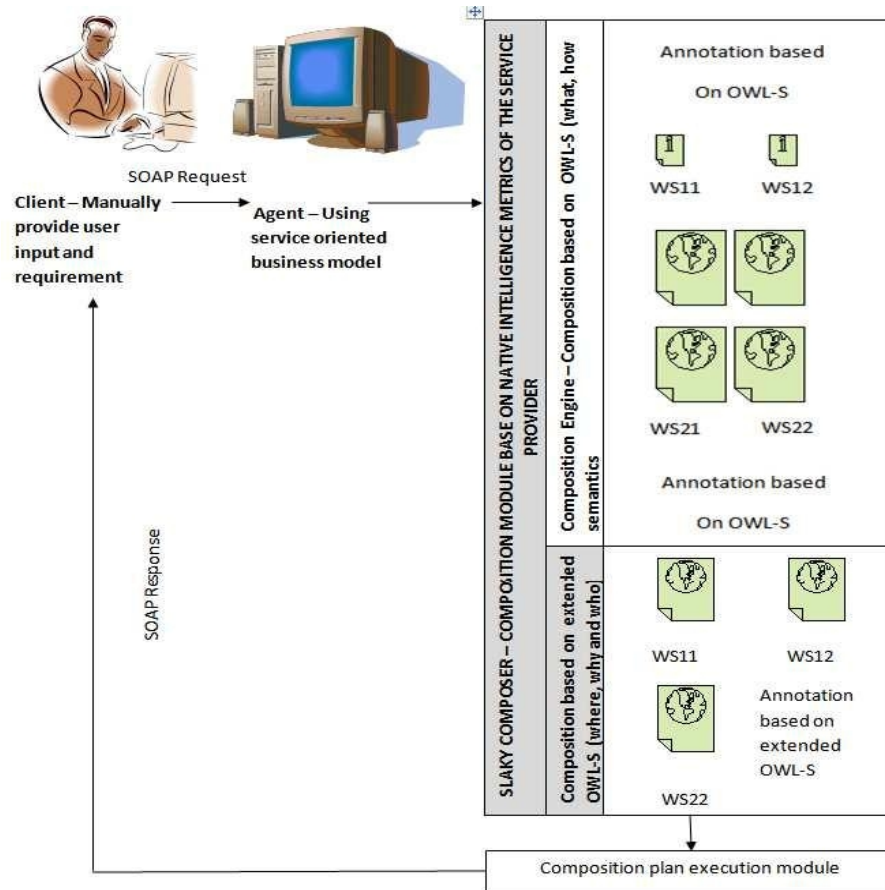 SOAP Request
Client – Manually
provide user
input and
requirement
Agent – Using
service oriented
business model
SOAP Response
SLAKY COMPOSER – COMPOSITION MODULE BASE ON NATIVE INTELLIGENCE METRICS OF THE SERVICE
PROVIDER
Composition Engine – Composition based on OWL-S (what, how
semantics
Composition based on extended
OWL-S (where, why and who)
Annotation based
On OWL-S
WS11
WS12
WS21
WS22
Annotation based
On OWL-S
WS11
WS12
Annotation
based on
extended
OWL-S
WS22
Composition plan execution module